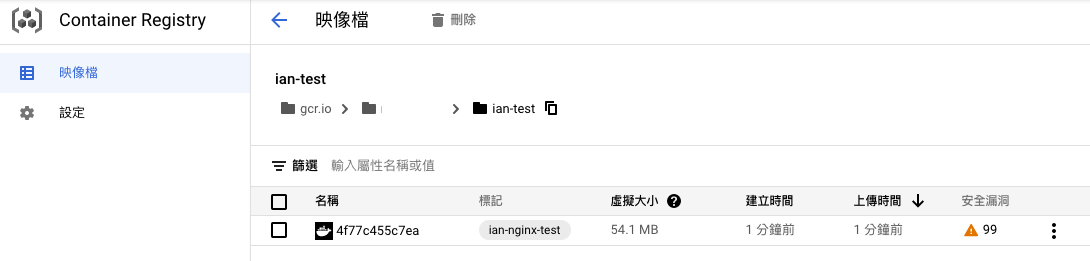 Container Registry
映像檔
刪除
映像檔
設定
ian-test
gcr.io
ian-test
篩選 輸入屬性名稱或值
名稱 標記 虛擬大小 建立時間 上傳時間 安全漏洞
4f77c455c7ea ian-nginx-test 54.1 MB 1 分鐘前 1 分鐘前 99